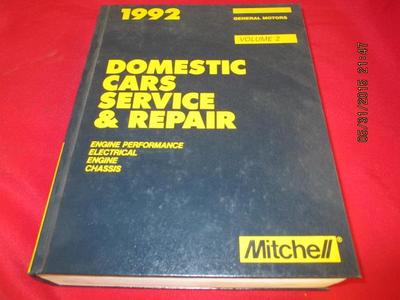 1992
GENERAL MOTORS
VOLUME 2
DOMESTIC
CARS
SERVICE
& REPAIR
ENGINE PERFORMANCE
ELECTRICAL
ENGINE
CHASSIS
Mitchell®
05/31/2015 21:47